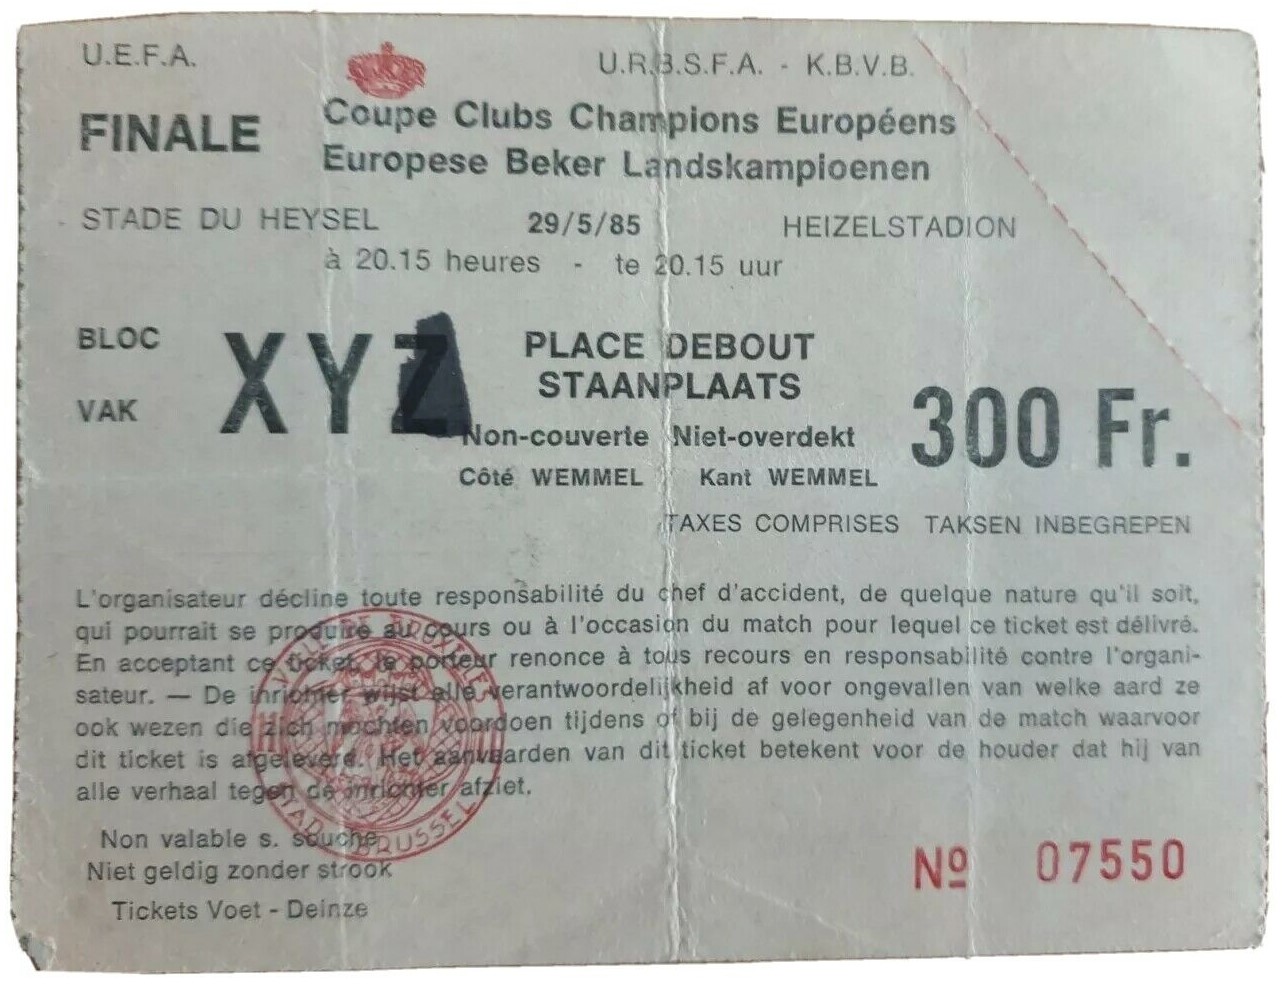 U.E.F.A.
U.R.B.S.F.A. - K.B.V.B.
FINALE
Coupe Clubs Champions Européens
Europese Beker Landskampioenen
STADE DU HEYSEL 29/5/85 HEIZELSTADION
à 20.15 heures - te 20.15 uur
BLOC
VAK
XYZ
PLACE DEBOUT
STAANPLAATS
Non-couverte Niet-overdekt
Côté WEMMEL Kant WEMMEL
300 Fr.
TAXES COMPRISES TAKSEN INBEGREPEN
L'organisateur décline toute responsabilité du chef d'accident, de quelque nature qu'il soit,
qui pourrait se produire au cours ou à l'occasion du match pour lequel ce ticket est délivré.
En acceptant ce ticket, le porteur renonce à tous recours en responsabilité contre l'organi-
sateur. — De inrichter wijst elle verantwoordelijkheid af voor ongevallen van welke aard ze
ook wezen die zich mochten voordoen tijdens of bij de gelegenheid van de match waarvoor
dit ticket is afgeleverd. Het aanvaarden van dit ticket betekent voor de houder dat hij van
alle verhaal tegen de inrichter afziet.
VILLE DE BRUXELLES
STAD BRUSSEL
Non valable s. souche
Niet geldig zonder strook
Tickets Voet - Deinze
Nº 07550